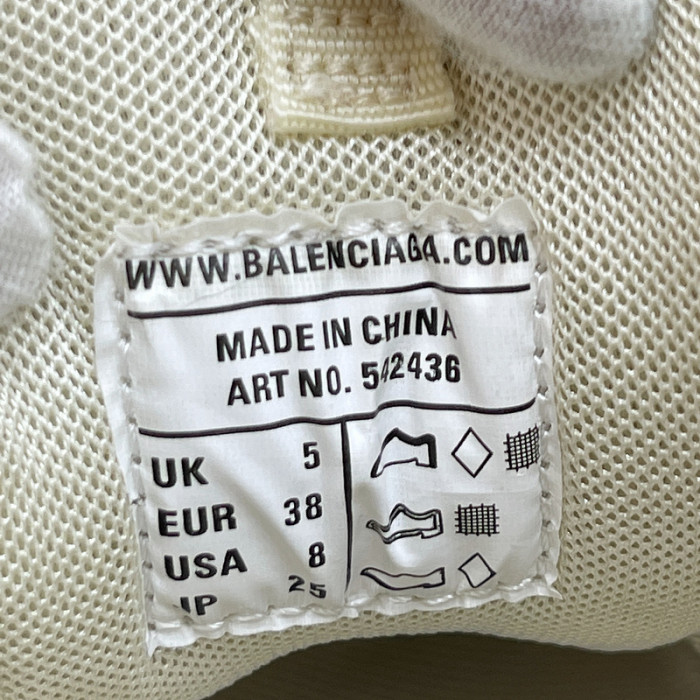 WWW.BALENCIAGA.COM
MADE IN CHINA
ART NO. 542436
UK 5
EUR 38
USA 8
JP 25